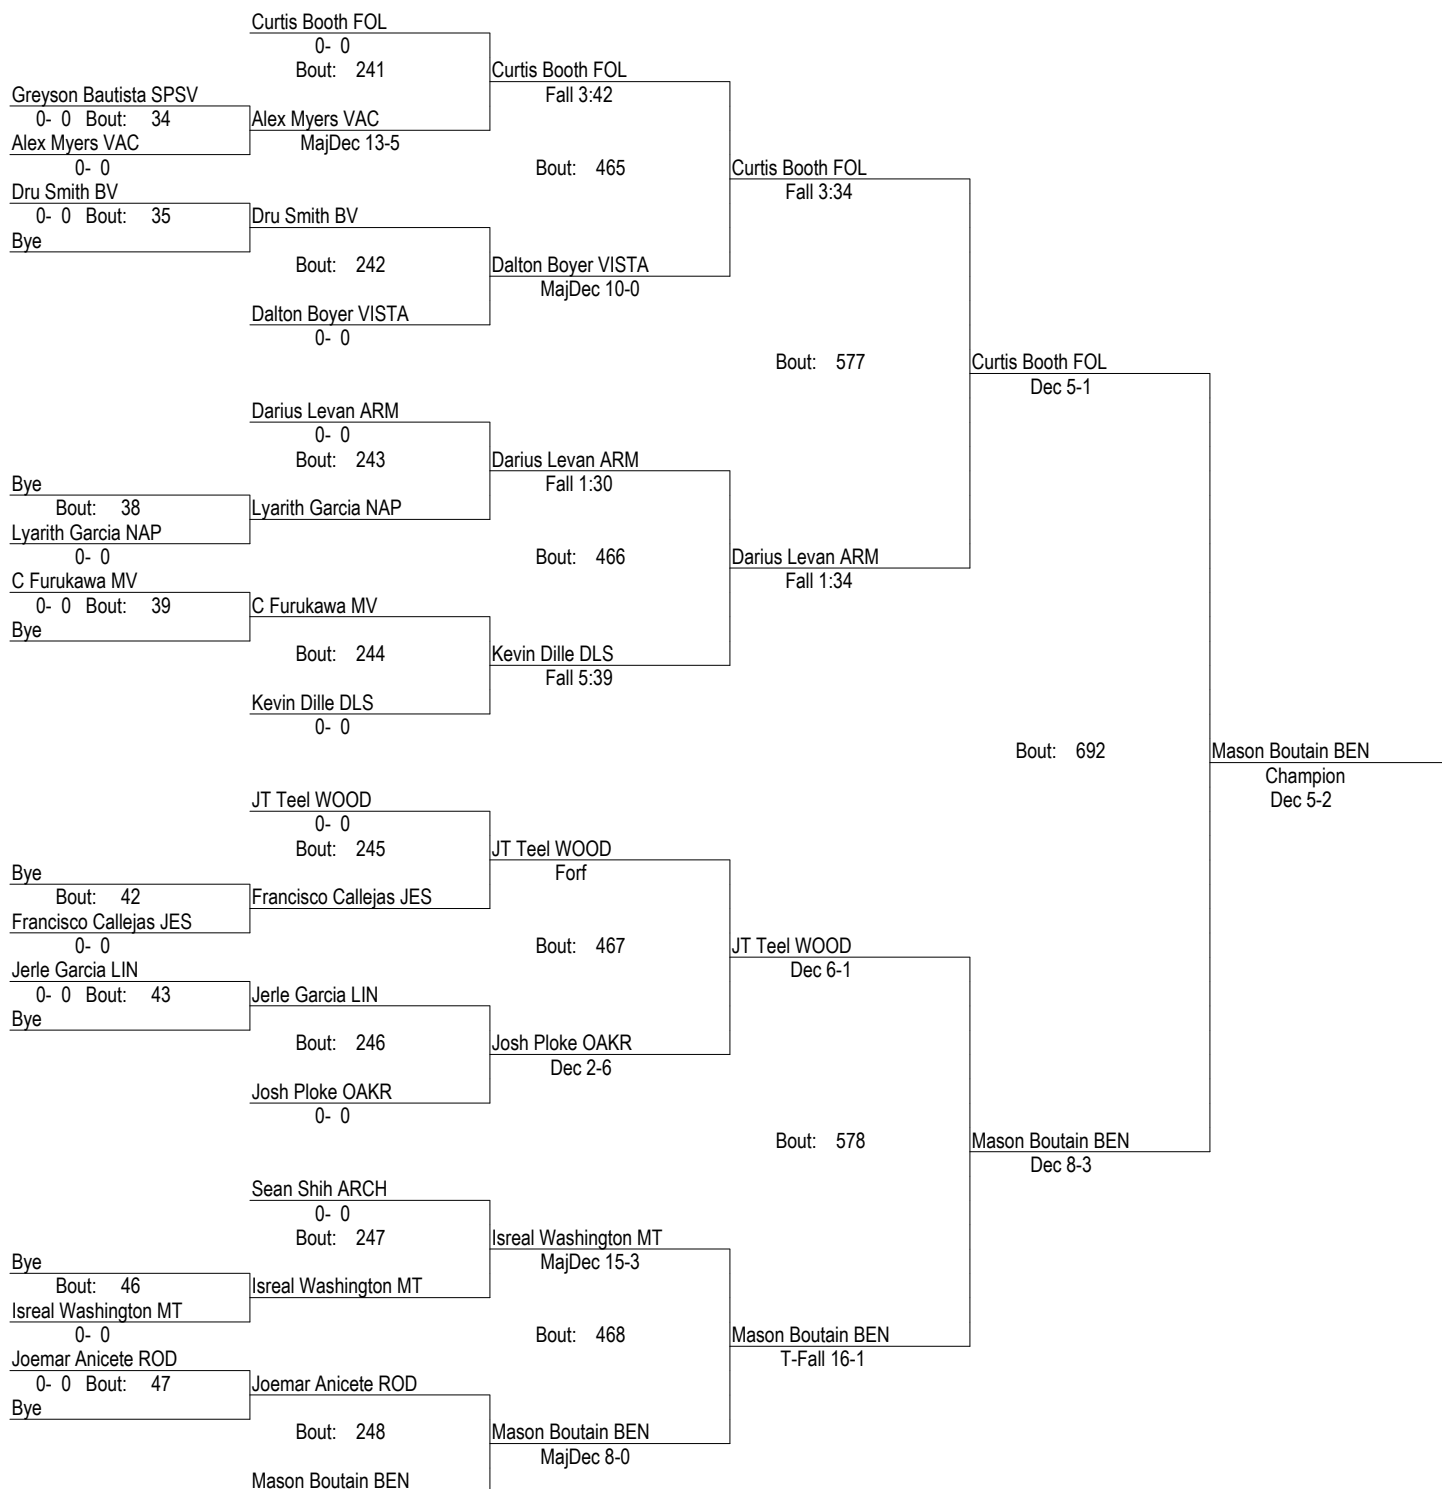 Curtis Booth FOL
0- 0
Bout: 241
Curtis Booth FOL
Greyson Bautista SPSV
Fall 3:42
0- 0 Bout: 34
Alex Myers VAC
Alex Myers VAC
MajDec 13-5
0- 0
Bout: 465
Curtis Booth FOL
Dru Smith BV
Fall 3:34
0- 0 Bout: 35
Dru Smith BV
Bye
Bout: 242
Dalton Boyer VISTA
MajDec 10-0
Dalton Boyer VISTA
0- 0
Bout: 577
Curtis Booth FOL
Dec 5-1
Darius Levan ARM
0- 0
Bout: 243
Darius Levan ARM
Bye
Fall 1:30
Bout: 38
Lyarith Garcia NAP
Lyarith Garcia NAP
0- 0
Bout: 466
Darius Levan ARM
C Furukawa MV
Fall 1:34
0- 0 Bout: 39
C Furukawa MV
Bye
Bout: 244
Kevin Dille DLS
Fall 5:39
Kevin Dille DLS
0- 0
Bout: 692
Mason Boutain BEN
Champion
Dec 5-2
JT Teel WOOD
0- 0
Bout: 245
JT Teel WOOD
Bye
Forf
Bout: 42
Francisco Callejas JES
Francisco Callejas JES
0- 0
Bout: 467
JT Teel WOOD
Jerle Garcia LIN
Dec 6-1
0- 0 Bout: 43
Jerle Garcia LIN
Bye
Bout: 246
Josh Ploke OAKR
Dec 2-6
Josh Ploke OAKR
0- 0
Bout: 578
Mason Boutain BEN
Dec 8-3
Sean Shih ARCH
0- 0
Bout: 247
Isreal Washington MT
Bye
MajDec 15-3
Bout: 46
Isreal Washington MT
Isreal Washington MT
0- 0
Bout: 468
Mason Boutain BEN
Joemar Anicete ROD
T-Fall 16-1
0- 0 Bout: 47
Joemar Anicete ROD
Bye
Bout: 248
Mason Boutain BEN
MajDec 8-0
Mason Boutain BEN